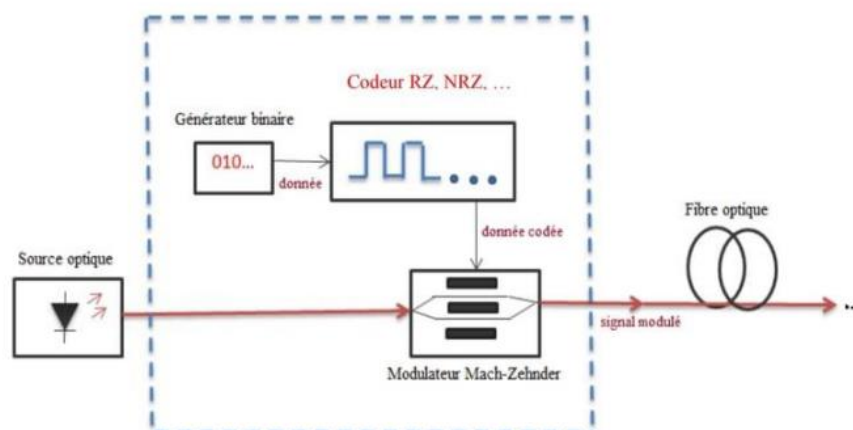 Codeur RZ, NRZ, ...
Générateur binaire
010...
donnée
donnée codée
Fibre optique
Source optique
signal modulé
Modulateur Mach-Zehnder